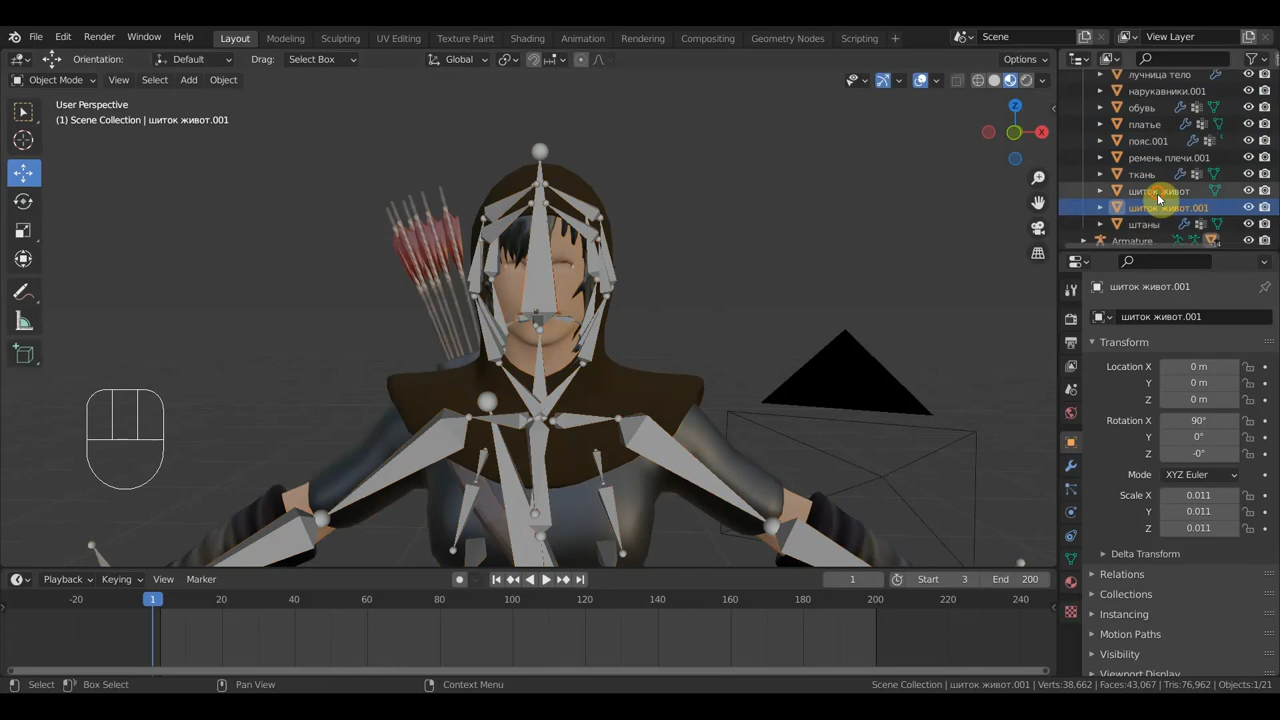 File Edit Render Window Help Layout Modeling Sculpting UV Editing Texture Paint Shading Animation Rendering Compositing Geometry Nodes Scripting + Scene View Layer
Orientation: Default Drag: Select Box Global Options
Object Mode View Select Add Object
User Perspective
(1) Scene Collection | шиток живот.001
Z
X
лучница тело
нарукавники.001
обувь
платье
пояс.001
ремень плечи.001
ткань
шиток живот
шиток живот.001
штаны
Armature
14
шиток живот.001
шиток живот.001
Transform
Location X 0 m
Y 0 m
Z 0 m
Rotation X 90°
Y 0°
Z -0°
Mode XYZ Euler
Scale X 0.011
Y 0.011
Z 0.011
Delta Transform
Relations
Collections
Instancing
Motion Paths
Visibility
Viewport Display
Playback Keying View Marker 1 Start 3 End 200
-20 1 20 40 60 80 100 120 140 160 180 200 220 240
Select Box Select Pan View Context Menu Scene Collection | шиток живот.001 | Verts:38,662 | Faces:43,067 | Tris:76,962 | Objects:1/21